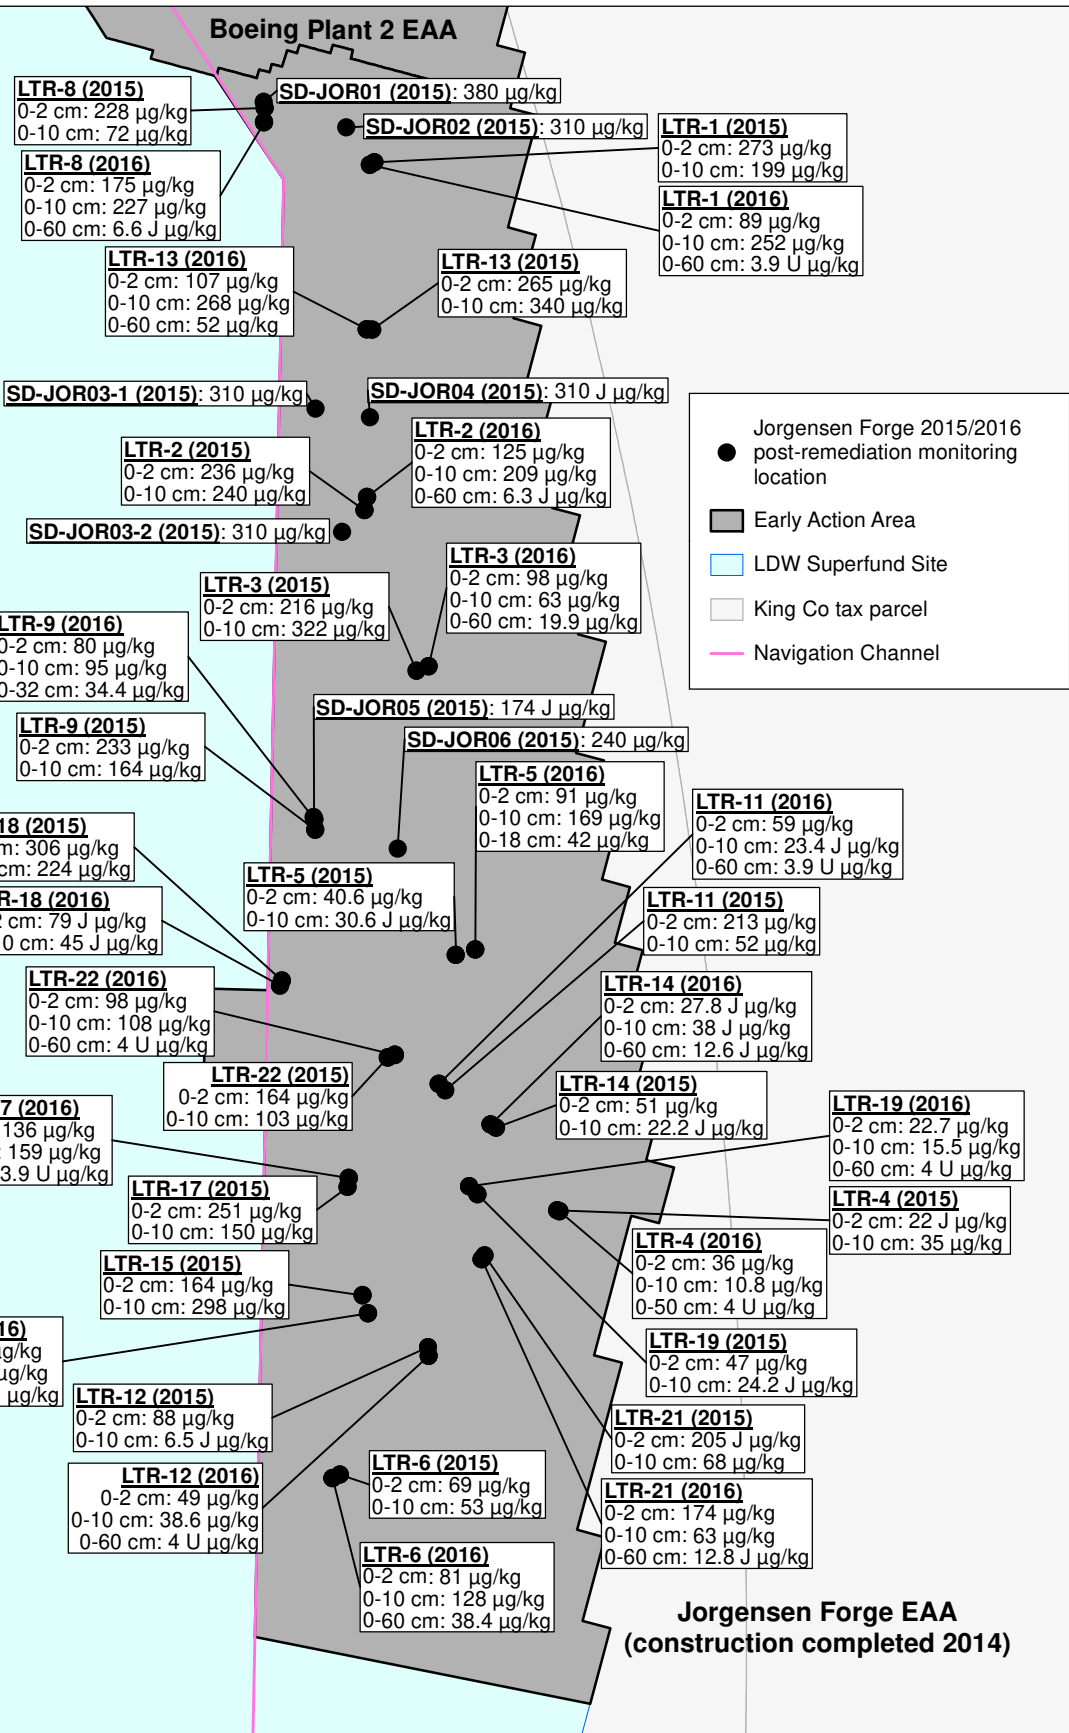 Boeing Plant 2 EAA
LTR-8 (2015)
0-2 cm: 228 µg/kg
0-10 cm: 72 µg/kg
SD-JOR01 (2015): 380 µg/kg
SD-JOR02 (2015): 310 µg/kg
LTR-1 (2015)
0-2 cm: 273 µg/kg
0-10 cm: 199 µg/kg
LTR-8 (2016)
0-2 cm: 175 µg/kg
0-10 cm: 227 µg/kg
0-60 cm: 6.6 J µg/kg
LTR-1 (2016)
0-2 cm: 89 µg/kg
0-10 cm: 252 µg/kg
0-60 cm: 3.9 U µg/kg
LTR-13 (2016)
0-2 cm: 107 µg/kg
0-10 cm: 268 µg/kg
0-60 cm: 52 µg/kg
LTR-13 (2015)
0-2 cm: 265 µg/kg
0-10 cm: 340 µg/kg
SD-JOR03-1 (2015): 310 µg/kg
SD-JOR04 (2015): 310 J µg/kg
LTR-2 (2015)
0-2 cm: 236 µg/kg
0-10 cm: 240 µg/kg
LTR-2 (2016)
0-2 cm: 125 µg/kg
0-10 cm: 209 µg/kg
0-60 cm: 6.3 J µg/kg
Jorgensen Forge 2015/2016
post-remediation monitoring
location
Early Action Area
LDW Superfund Site
King Co tax parcel
Navigation Channel
SD-JOR03-2 (2015): 310 µg/kg
LTR-3 (2015)
0-2 cm: 216 µg/kg
0-10 cm: 322 µg/kg
LTR-3 (2016)
0-2 cm: 98 µg/kg
0-10 cm: 63 µg/kg
0-60 cm: 19.9 µg/kg
LTR-9 (2016)
0-2 cm: 80 µg/kg
0-10 cm: 95 µg/kg
0-32 cm: 34.4 µg/kg
SD-JOR05 (2015): 174 J µg/kg
LTR-9 (2015)
0-2 cm: 233 µg/kg
0-10 cm: 164 µg/kg
SD-JOR06 (2015): 240 µg/kg
LTR-5 (2016)
0-2 cm: 91 µg/kg
0-10 cm: 169 µg/kg
0-18 cm: 42 µg/kg
LTR-11 (2016)
0-2 cm: 59 µg/kg
0-10 cm: 23.4 J µg/kg
0-60 cm: 3.9 U µg/kg
18 (2015)
m: 306 µg/kg
cm: 224 µg/kg
LTR-5 (2015)
0-2 cm: 40.6 µg/kg
0-10 cm: 30.6 J µg/kg
R-18 (2016)
2 cm: 79 J µg/kg
0 cm: 45 J µg/kg
LTR-11 (2015)
0-2 cm: 213 µg/kg
0-10 cm: 52 µg/kg
LTR-22 (2016)
0-2 cm: 98 µg/kg
0-10 cm: 108 µg/kg
0-60 cm: 4 U µg/kg
LTR-14 (2016)
0-2 cm: 27.8 J µg/kg
0-10 cm: 38 J µg/kg
0-60 cm: 12.6 J µg/kg
LTR-22 (2015)
0-2 cm: 164 µg/kg
0-10 cm: 103 µg/kg
LTR-14 (2015)
0-2 cm: 51 µg/kg
0-10 cm: 22.2 J µg/kg
7 (2016)
136 µg/kg
: 159 µg/kg
3.9 U µg/kg
LTR-19 (2016)
0-2 cm: 22.7 µg/kg
0-10 cm: 15.5 µg/kg
0-60 cm: 4 U µg/kg
LTR-17 (2015)
0-2 cm: 251 µg/kg
0-10 cm: 150 µg/kg
LTR-4 (2015)
0-2 cm: 22 J µg/kg
0-10 cm: 35 µg/kg
LTR-4 (2016)
0-2 cm: 36 µg/kg
0-10 cm: 10.8 µg/kg
0-50 cm: 4 U µg/kg
LTR-15 (2015)
0-2 cm: 164 µg/kg
0-10 cm: 298 µg/kg
16)
µg/kg
µg/kg
µg/kg
LTR-19 (2015)
0-2 cm: 47 µg/kg
0-10 cm: 24.2 J µg/kg
LTR-12 (2015)
0-2 cm: 88 µg/kg
0-10 cm: 6.5 J µg/kg
LTR-21 (2015)
0-2 cm: 205 J µg/kg
0-10 cm: 68 µg/kg
LTR-12 (2016)
0-2 cm: 49 µg/kg
0-10 cm: 38.6 µg/kg
0-60 cm: 4 U µg/kg
LTR-6 (2015)
0-2 cm: 69 µg/kg
0-10 cm: 53 µg/kg
LTR-21 (2016)
0-2 cm: 174 µg/kg
0-10 cm: 63 µg/kg
0-60 cm: 12.8 J µg/kg
LTR-6 (2016)
0-2 cm: 81 µg/kg
0-10 cm: 128 µg/kg
0-60 cm: 38.4 µg/kg
Jorgensen Forge EAA
(construction completed 2014)